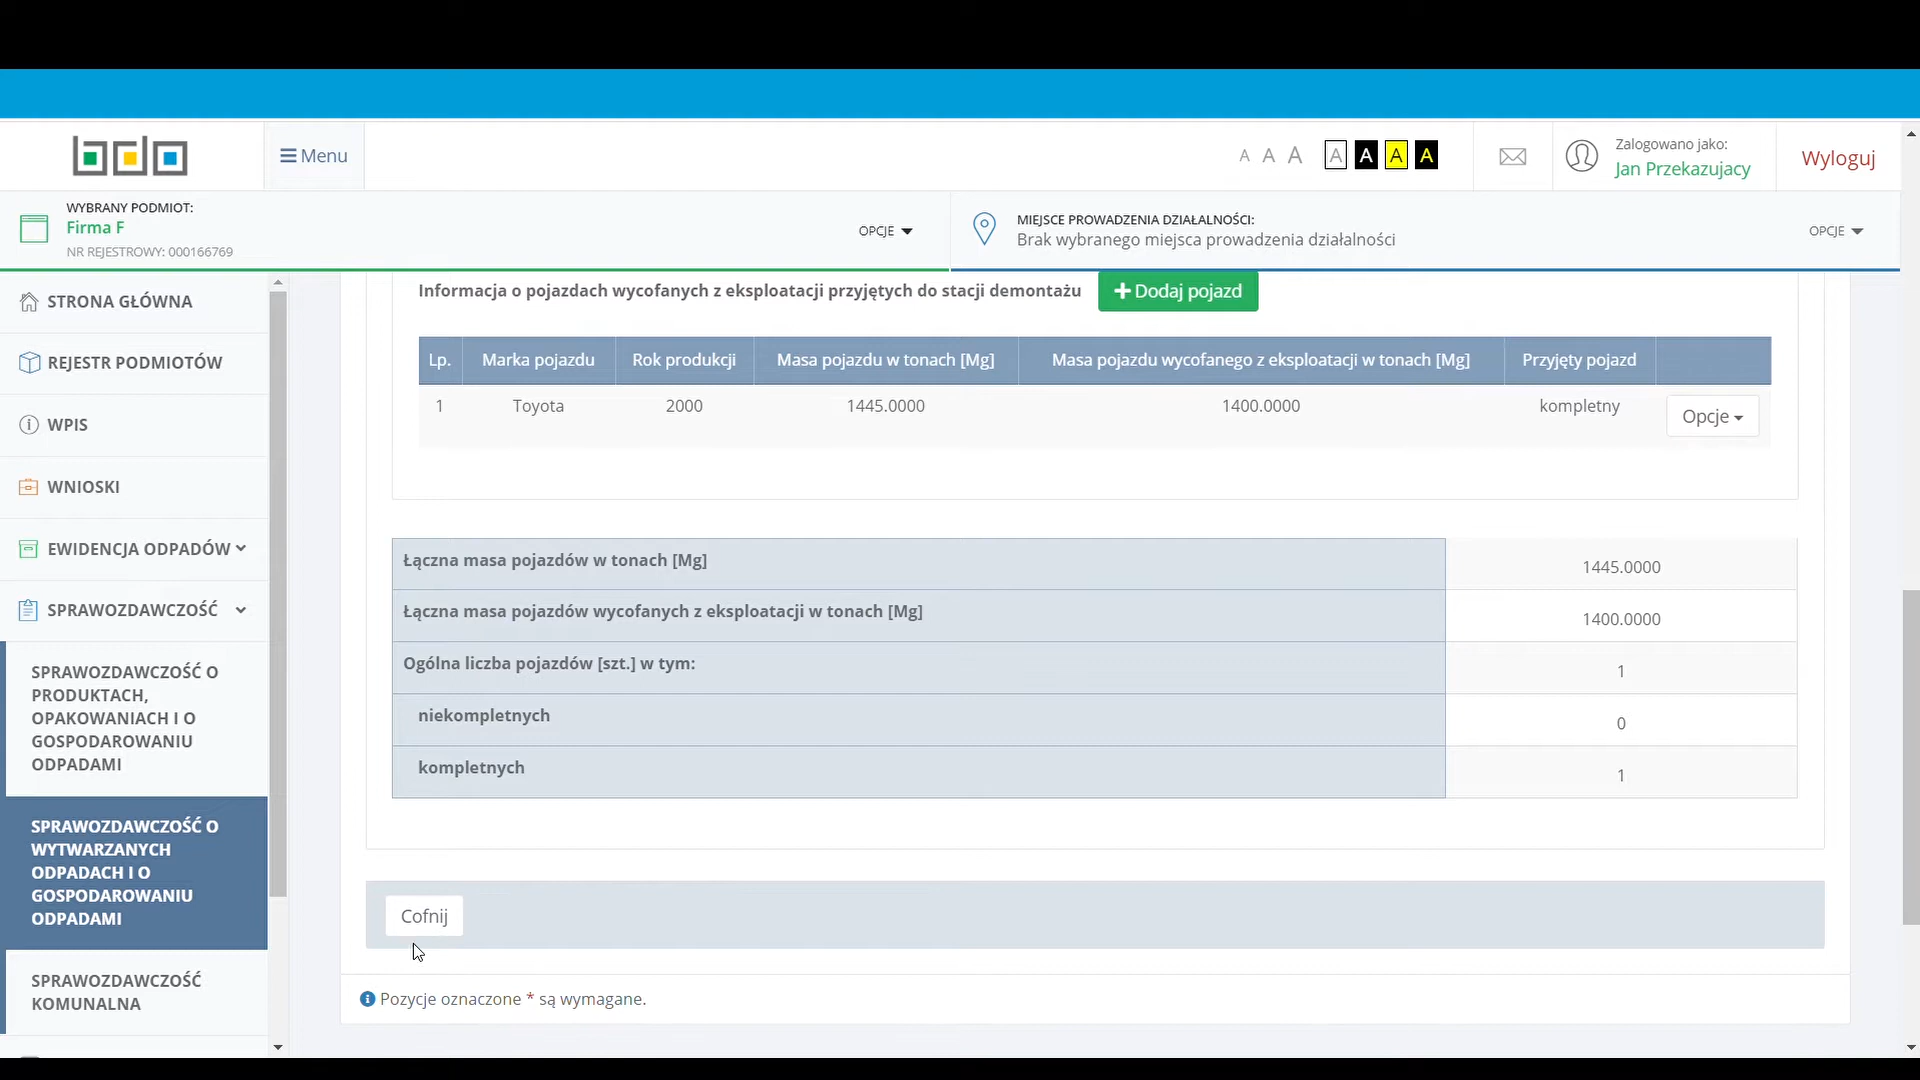 bdo
Menu
A A A A A A A
Zalogowano jako:
Jan Przekazujacy
Wyloguj
WYBRANY PODMIOT:
Firma F
NR REJESTROWY: 000166769
OPCJE
MIEJSCE PROWADZENIA DZIAŁALNOŚCI:
Brak wybranego miejsca prowadzenia działalności
OPCJE
STRONA GŁÓWNA
REJESTR PODMIOTÓW
WPIS
WNIOSKI
EWIDENCJA ODPADÓW
SPRAWOZDAWCZOŚĆ
SPRAWOZDAWCZOŚĆ O
PRODUKTACH,
OPAKOWANIACH I O
GOSPODAROWANIU
ODPADAMI
SPRAWOZDAWCZOŚĆ O
WYTWARZANYCH
ODPADACH I O
GOSPODAROWANIU
ODPADAMI
SPRAWOZDAWCZOŚĆ
KOMUNALNA
Informacja o pojazdach wycofanych z eksploatacji przyjętych do stacji demontażu
Dodaj pojazd
Lp. Marka pojazdu Rok produkcji Masa pojazdu w tonach [Mg] Masa pojazdu wycofanego z eksploatacji w tonach [Mg] Przyjęty pojazd
1 Toyota 2000 1445.0000 1400.0000 kompletny Opcje
Łączna masa pojazdów w tonach [Mg] 1445.0000
Łączna masa pojazdów wycofanych z eksploatacji w tonach [Mg] 1400.0000
Ogólna liczba pojazdów [szt.] w tym: 1
niekompletnych 0
kompletnych 1
Cofnij
Pozycje oznaczone * są wymagane.